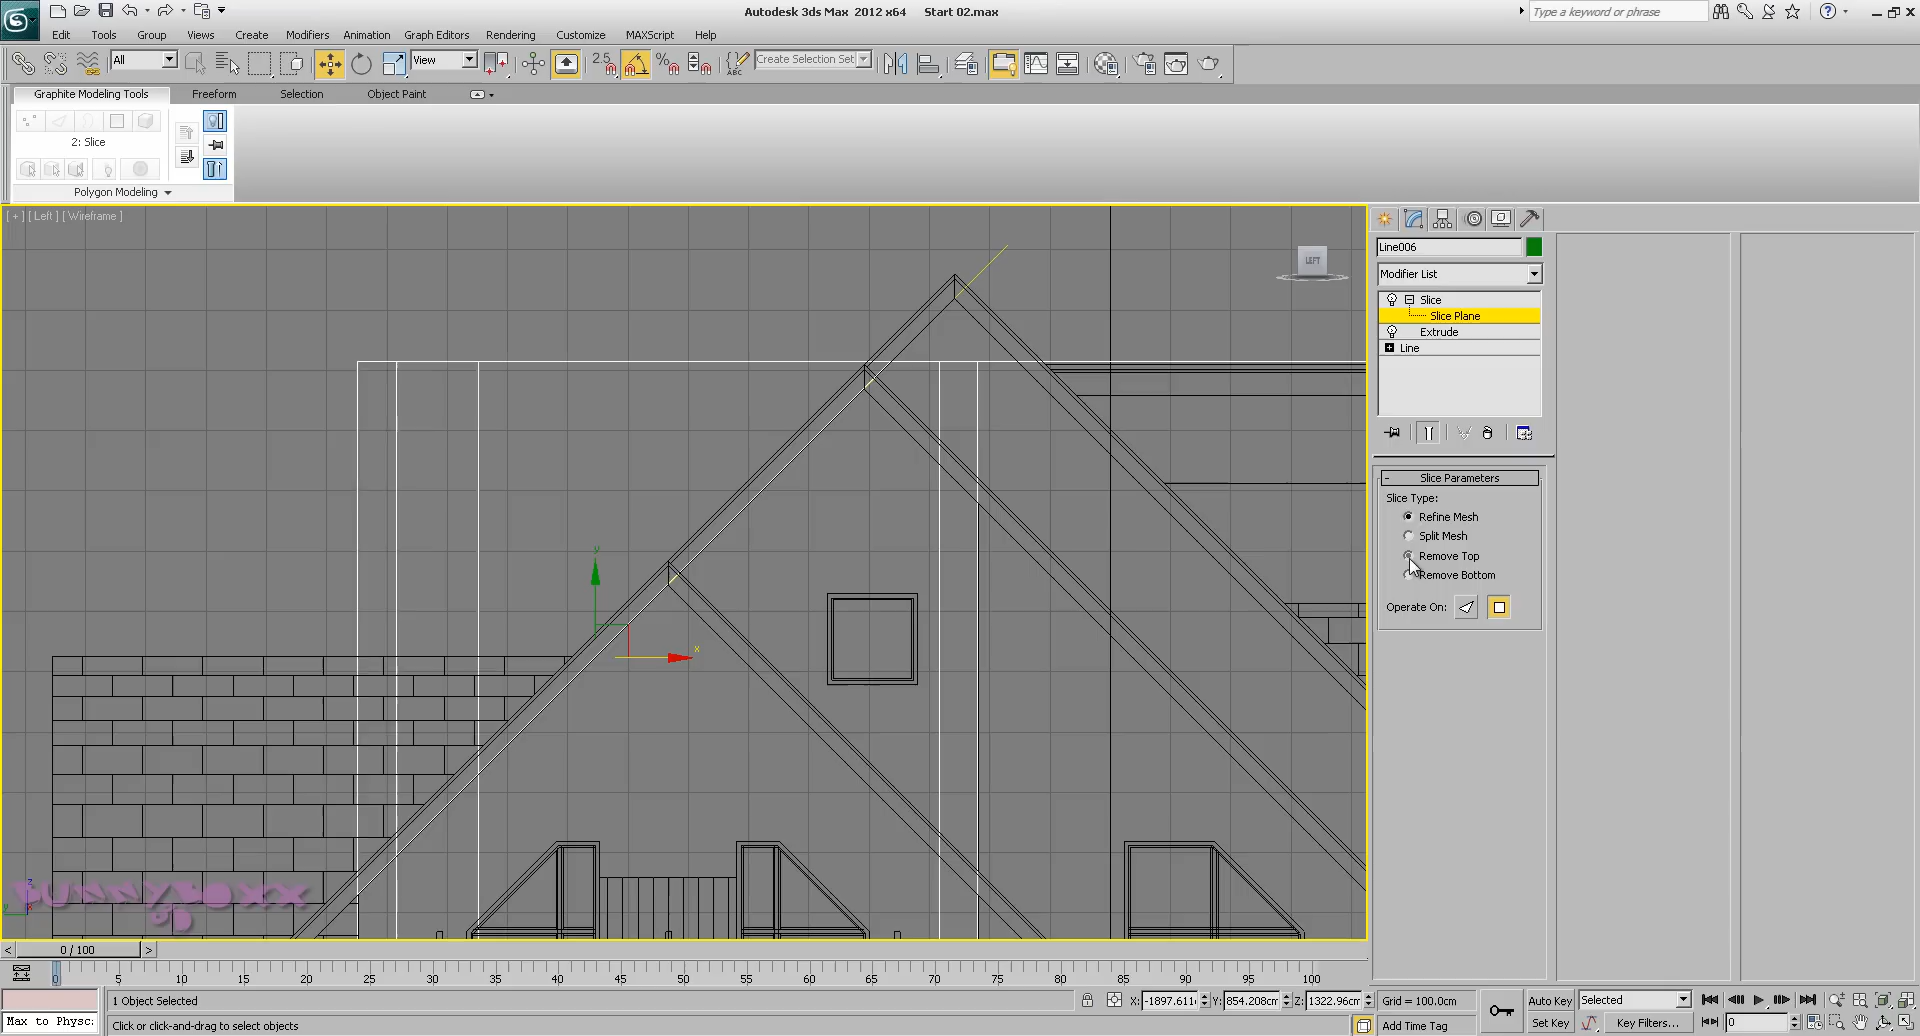 Autodesk 3ds Max 2012 x64 Start 02.max
Type a keyword or phrase
Edit Tools Group Views Create Modifiers Animation Graph Editors Rendering Customize MAXScript Help
All View 2.5 Create Selection Set
Graphite Modeling Tools Freeform Selection Object Paint
2: Slice
Polygon Modeling
[ + ] [ Left ] [ Wireframe ]
LEFT
Line006
Modifier List
Slice
Slice Plane
Extrude
Line
- Slice Parameters
Slice Type:
Refine Mesh
Split Mesh
Remove Top
Remove Bottom
Operate On:
y
x
0 / 100
0 5 10 15 20 25 30 35 40 45 50 55 60 65 70 75 80 85 90 95 100
1 Object Selected X: -1897.611 Y: 854.208cm Z: 1322.96cm Grid = 100.0cm Auto Key Selected
Max to Physc: Click or click-and-drag to select objects Add Time Tag Set Key Key Filters... 0